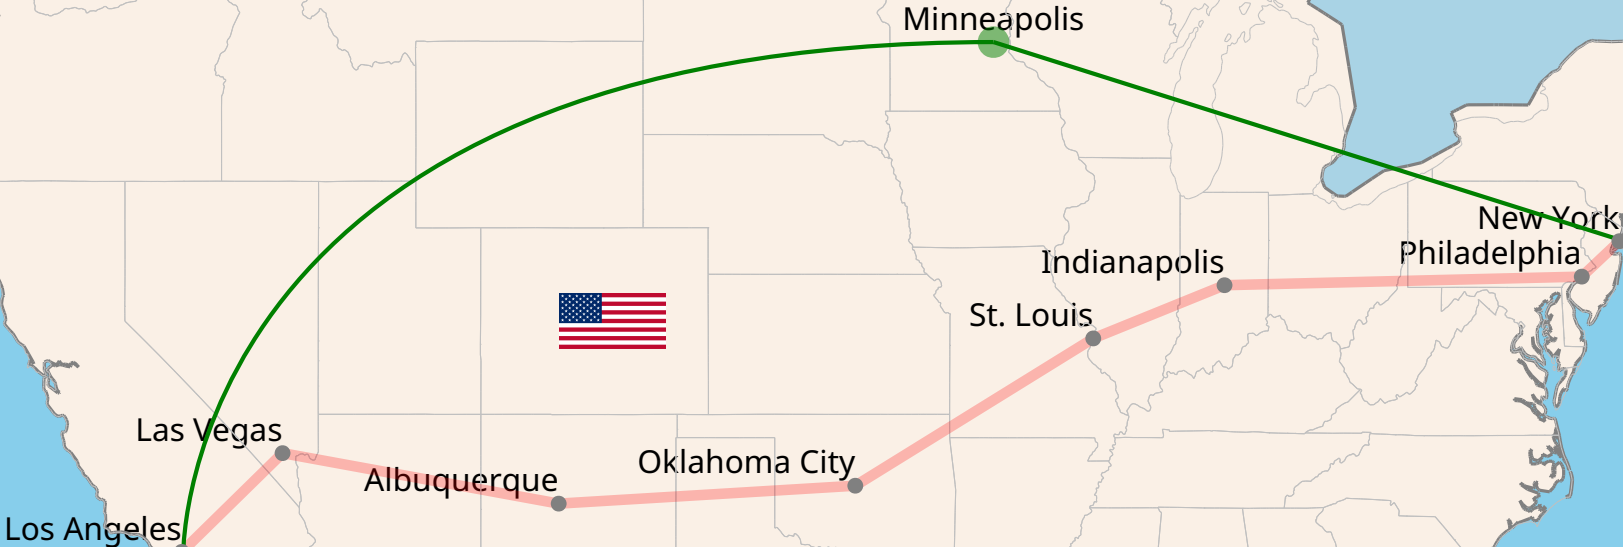 Minneapolis
New York
Philadelphia
Indianapolis
St. Louis
Las Vegas
Oklahoma City
Albuquerque
Los Angeles